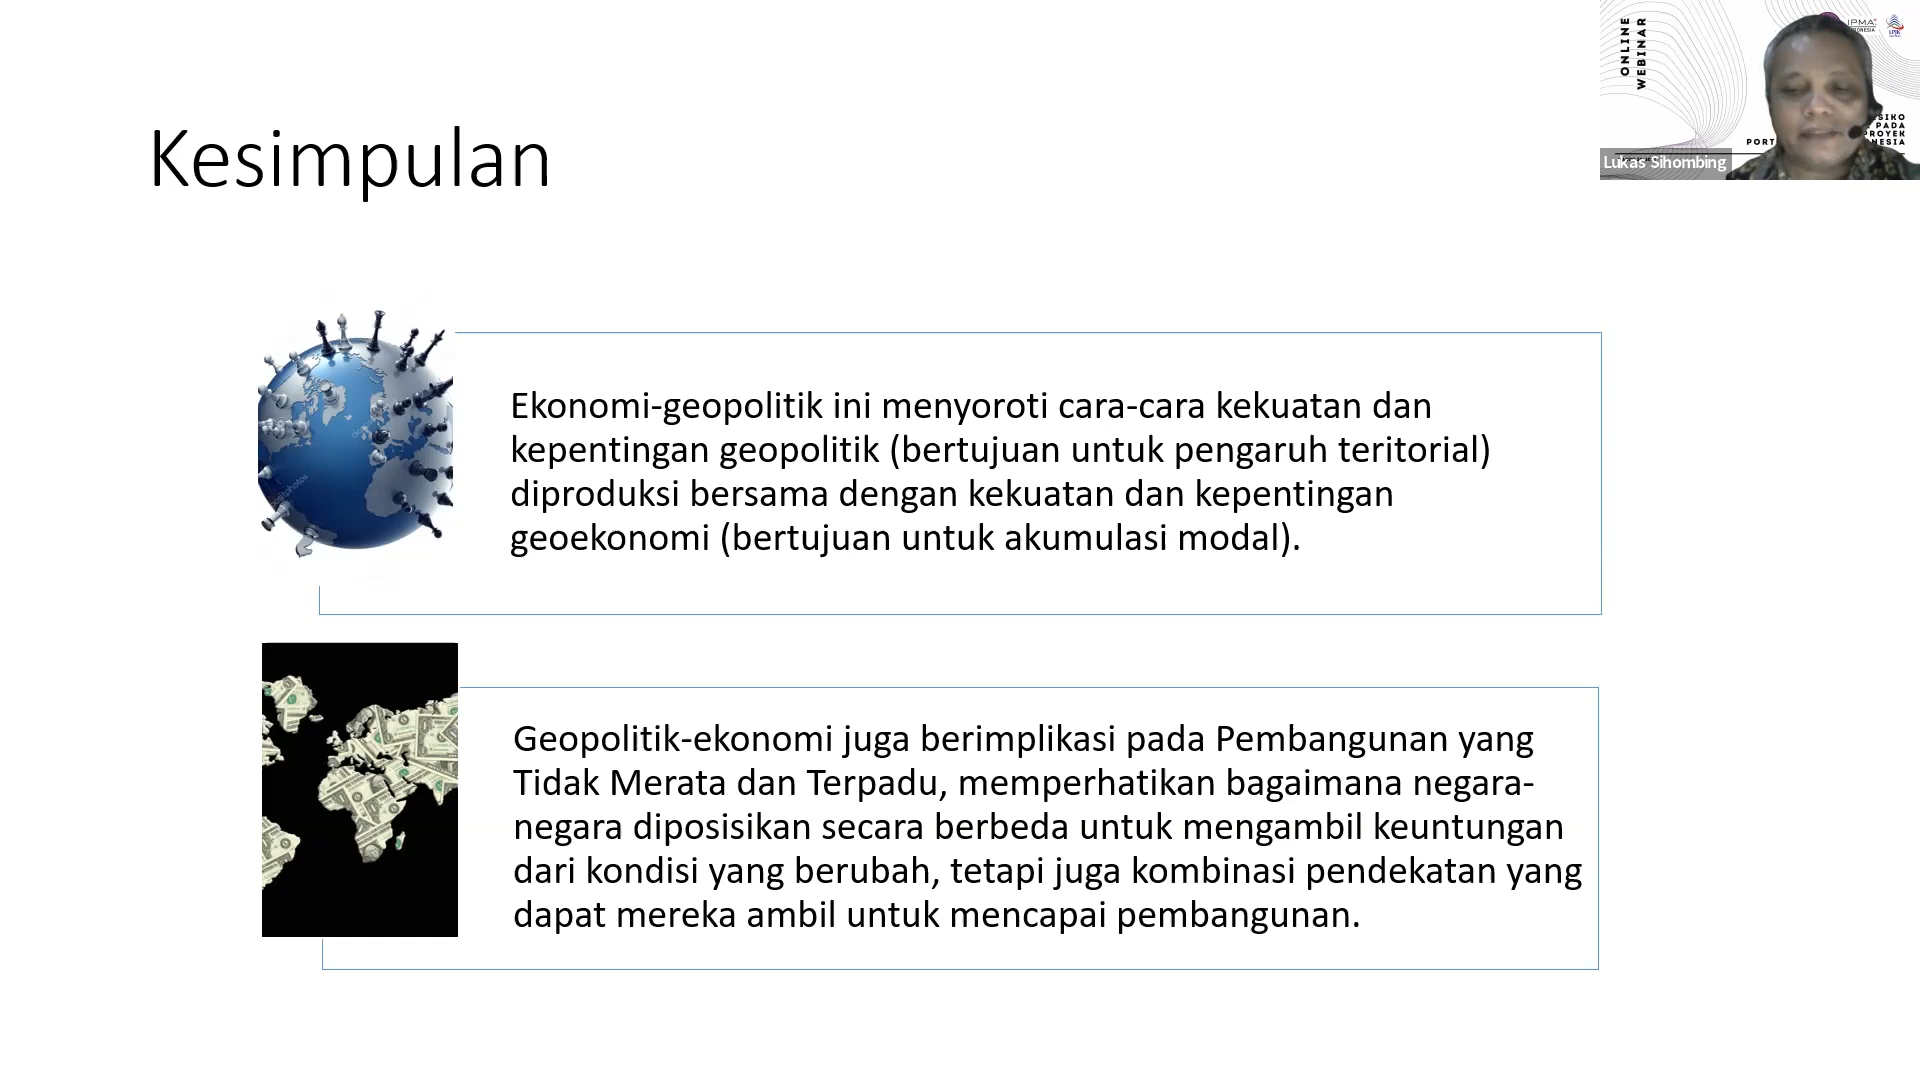 Kesimpulan
Ekonomi-geopolitik ini menyoroti cara-cara kekuatan dan
kepentingan geopolitik (bertujuan untuk pengaruh teritorial)
diproduksi bersama dengan kekuatan dan kepentingan
geoekonomi (bertujuan untuk akumulasi modal).
Geopolitik-ekonomi juga berimplikasi pada Pembangunan yang
Tidak Merata dan Terpadu, memperhatikan bagaimana negara-
negara diposisikan secara berbeda untuk mengambil keuntungan
dari kondisi yang berubah, tetapi juga kombinasi pendekatan yang
dapat mereka ambil untuk mencapai pembangunan.
ONLINE
WEBINAR
IPMA
LPJK
PADA
Lukas Sihombing